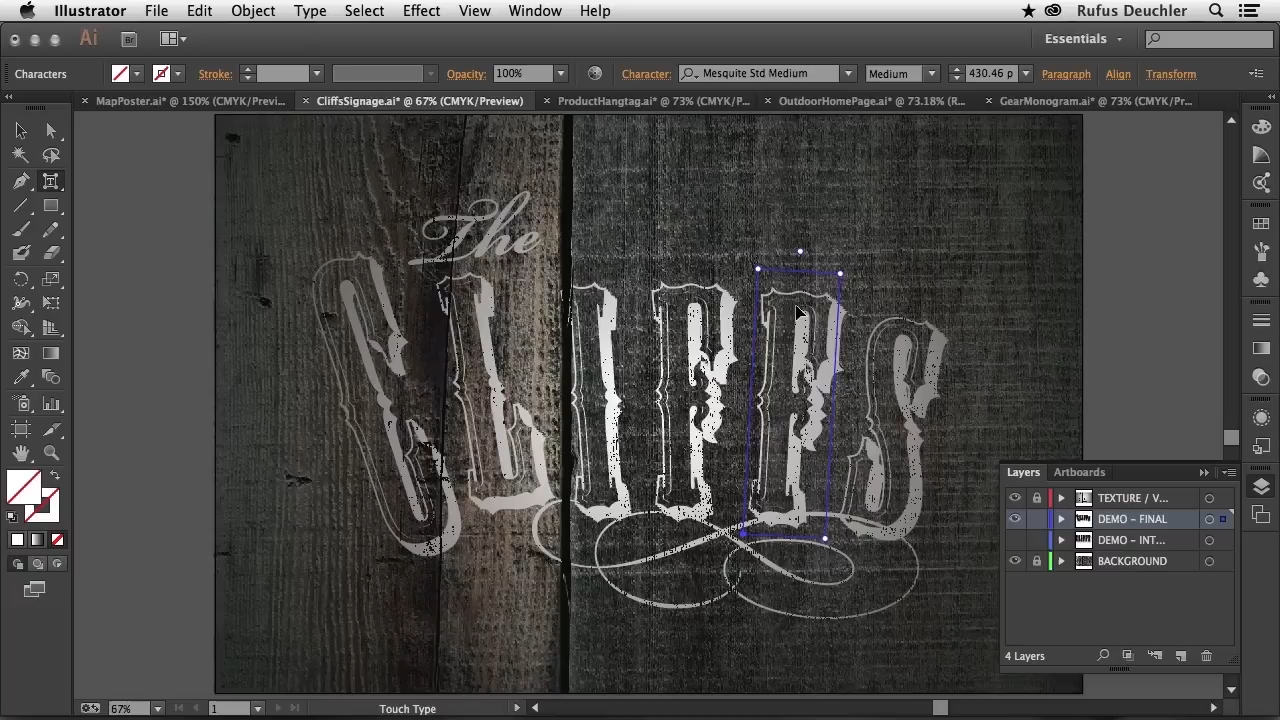 Illustrator File Edit Object Type Select Effect View Window Help Rufus Deuchler
Ai Br Essentials
Characters Stroke: Opacity: 100% Character: Mesquite Std Medium Medium 430.46 p Paragraph Align Transform
MapPoster.ai* @ 150% (CMYK/Previ... CliffsSignage.ai* @ 67% (CMYK/Preview) ProductHangtag.ai* @ 73% (CMYK/P... OutdoorHomePage.ai* @ 73.18% (R... GearMonogram.ai* @ 73% (CMYK/Pr...
The
CLIFFS
Layers Artboards
TEXTURE / V...
DEMO – FINAL
DEMO – INT...
BACKGROUND
4 Layers
67% 1 Touch Type